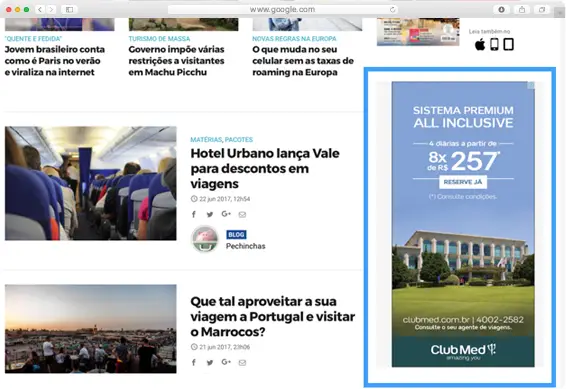 www.google.com
"QUENTE E FEDIDA"
Jovem brasileiro conta
como é Paris no verão
e viraliza na internet
TURISMO DE MASSA
Governo impõe várias
restrições a visitantes
em Machu Picchu
NOVAS REGRAS NA EUROPA
O que muda no seu
celular sem as taxas de
roaming na Europa
Leia também no
MATÉRIAS, PACOTES
Hotel Urbano lança Vale
para descontos em
viagens
22 jun 2017, 12h54
BLOG
Pechinchas
Que tal aproveitar a sua
viagem a Portugal e visitar
o Marrocos?
21 jun 2017, 23h06
SISTEMA PREMIUM
ALL INCLUSIVE
4 diárias a partir de
8x
de R$ 257*
RESERVE JÁ
(*) Consulte condições.
clubmed.com.br | 4002-2582
Consulte o seu agente de viagens.
Club Med
amazing you